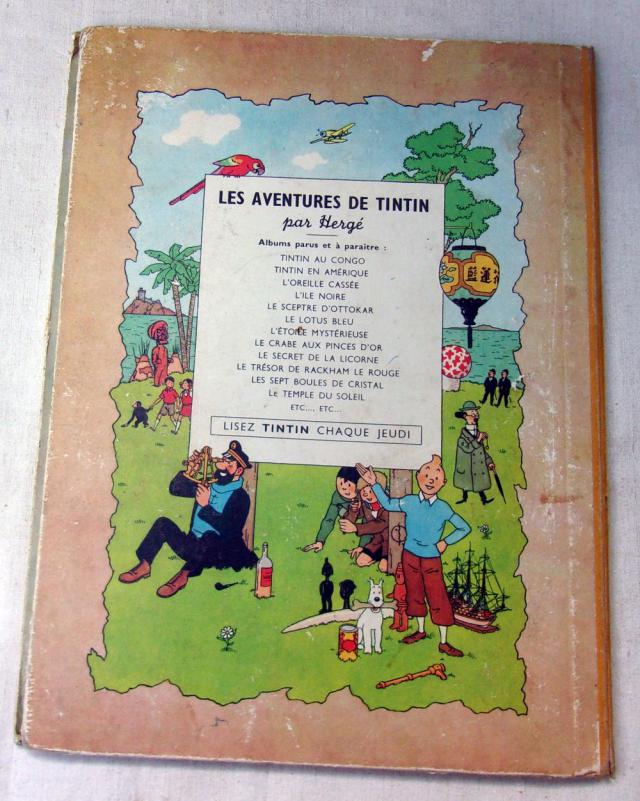 LES AVENTURES DE TINTIN
par Hergé
Albums parus et à paraître :
TINTIN AU CONGO
TINTIN EN AMÉRIQUE
L'OREILLE CASSÉE
L'ILE NOIRE
LE SCEPTRE D'OTTOKAR
LE LOTUS BLEU
L'ÉTOILE MYSTÉRIEUSE
LE CRABE AUX PINCES D'OR
LE SECRET DE LA LICORNE
LE TRÉSOR DE RACKHAM LE ROUGE
LES SEPT BOULES DE CRISTAL
LE TEMPLE DU SOLEIL
ETC..., ETC...
LISEZ TINTIN CHAQUE JEUDI